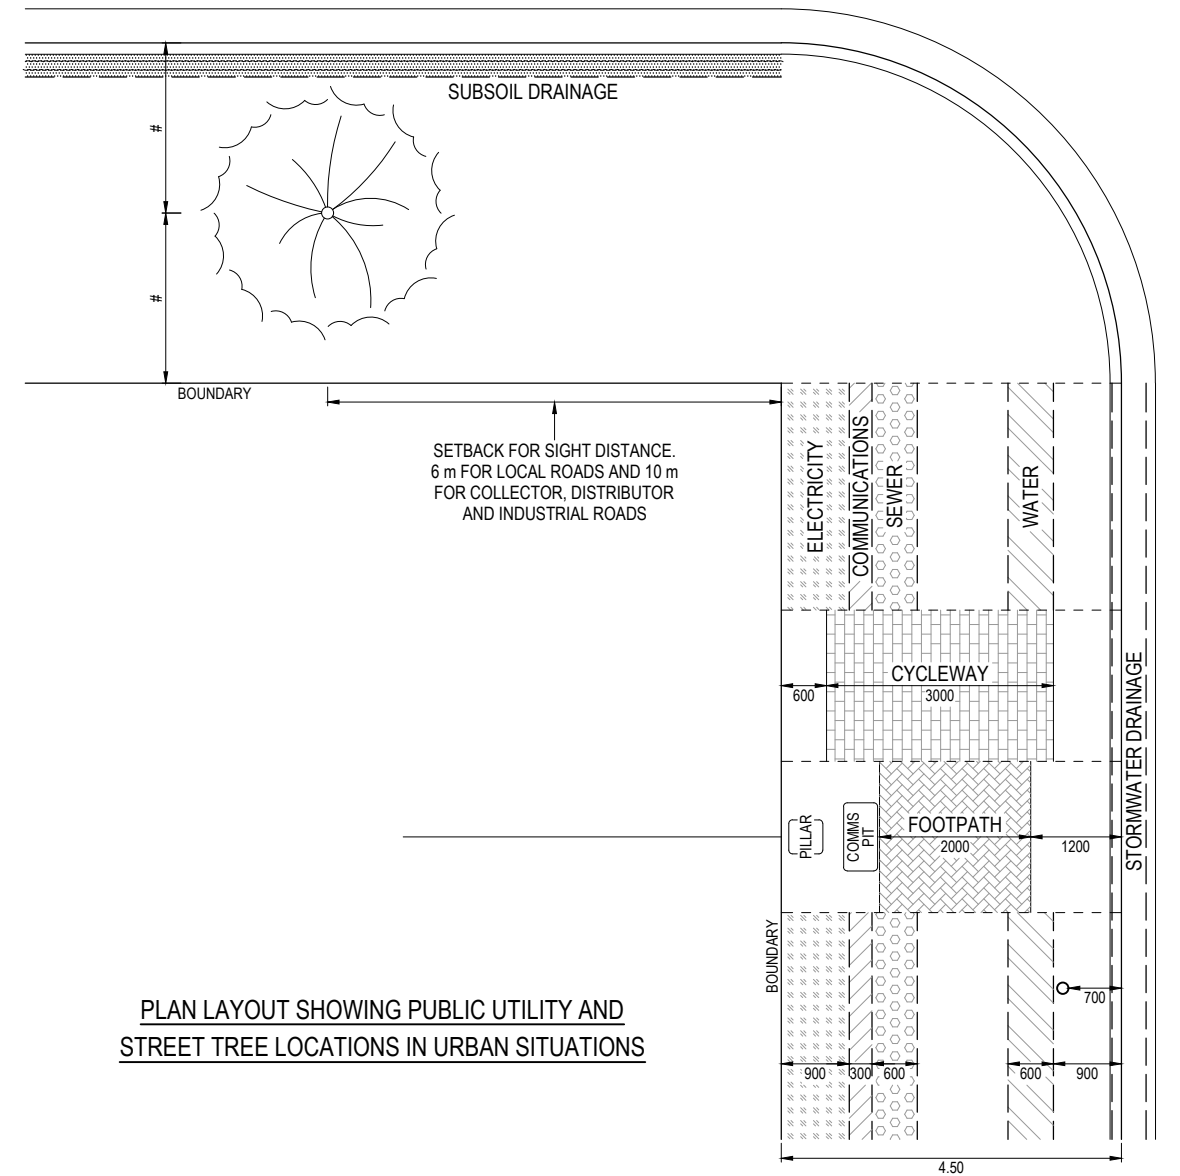 SUBSOIL DRAINAGE
#
#
BOUNDARY
SETBACK FOR SIGHT DISTANCE.
6 m FOR LOCAL ROADS AND 10 m
FOR COLLECTOR, DISTRIBUTOR
AND INDUSTRIAL ROADS
ELECTRICITY
COMMUNICATIONS
SEWER
WATER
CYCLEWAY
600
3000
STORMWATER DRAINAGE
PILLAR
COMMS
PIT
FOOTPATH
2000
1200
BOUNDARY
700
PLAN LAYOUT SHOWING PUBLIC UTILITY AND
STREET TREE LOCATIONS IN URBAN SITUATIONS
900
300
600
600
900
4.50